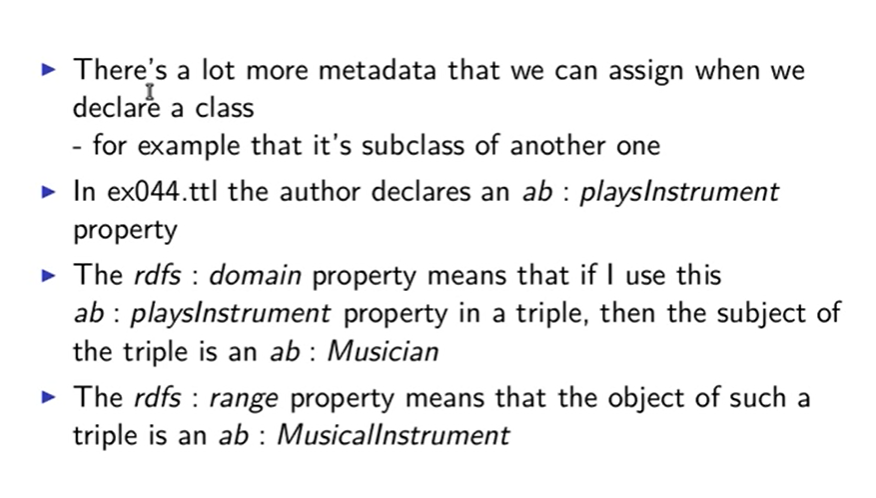 ▶ There's a lot more metadata that we can assign when we
declare a class
- for example that it's subclass of another one
▶ In ex044.ttl the author declares an ab : playsInstrument
property
▶ The rdfs : domain property means that if I use this
ab : playsInstrument property in a triple, then the subject of
the triple is an ab : Musician
▶ The rdfs : range property means that the object of such a
triple is an ab : MusicalInstrument